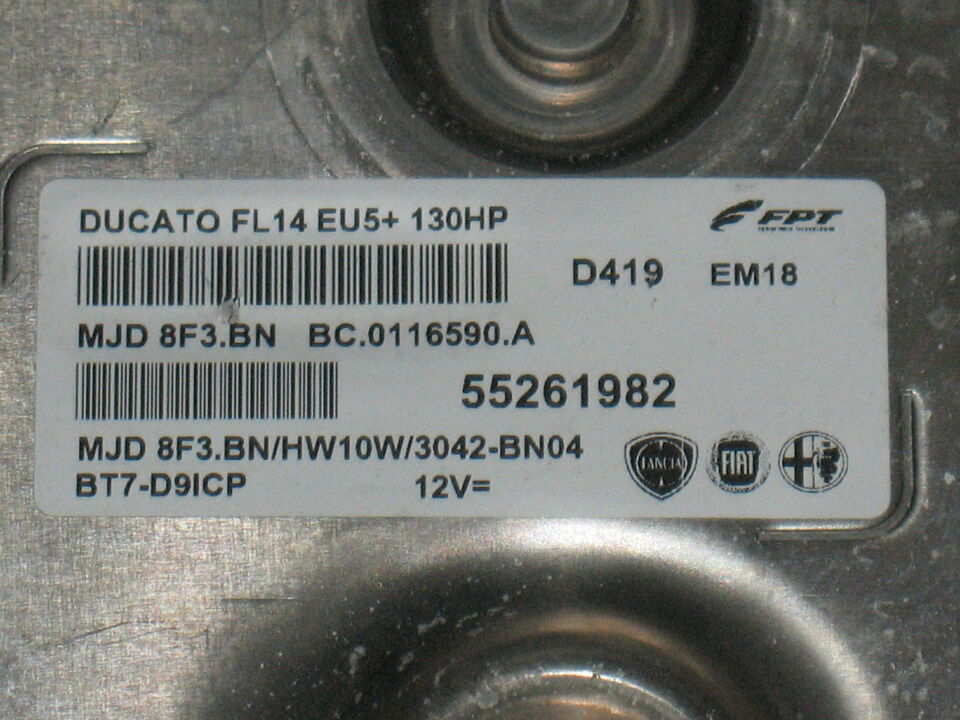 DUCATO FL14 EU5+ 130HP
FPT
D419 EM18
MJD 8F3.BN BC.0116590.A
55261982
MJD 8F3.BN/HW10W/3042-BN04
BT7-D9ICP 12V=
LANCIA FIAT